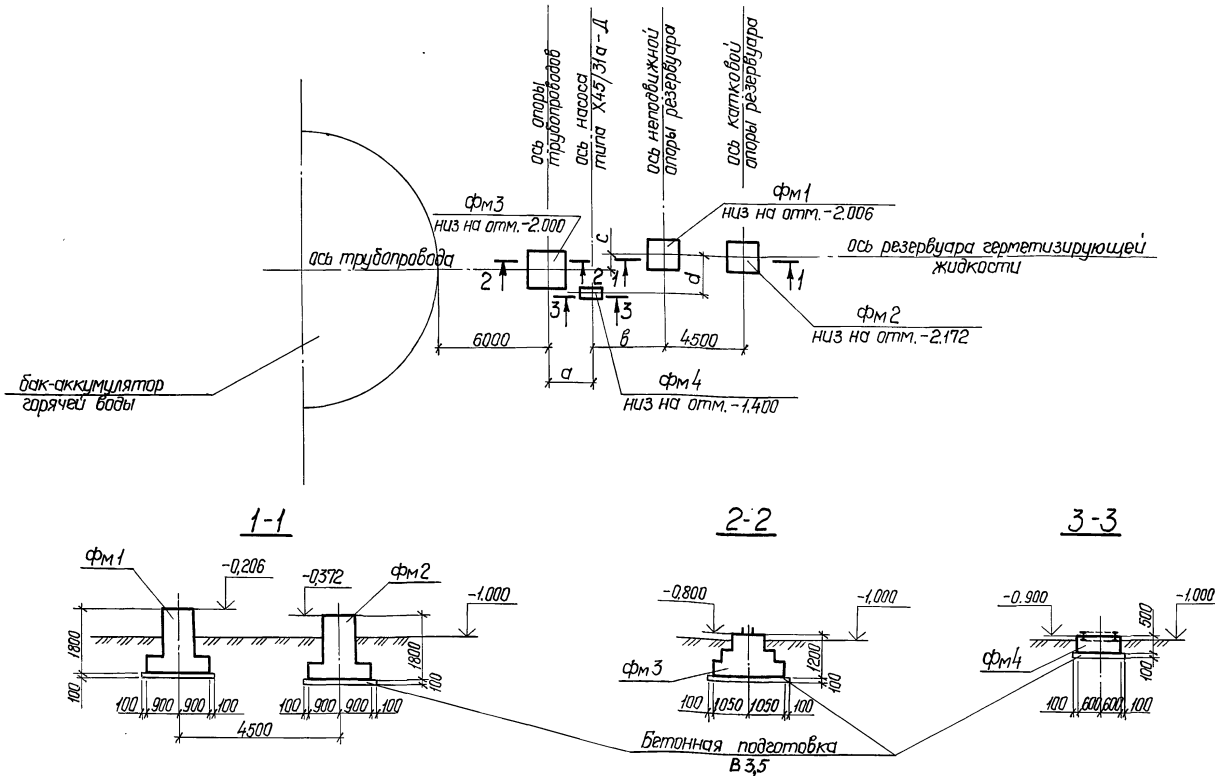 ось опоры
трубопроводов
ось насоса
типа Х45/31а-Д
ось неподвижной
опоры резервуара
ось катковой
опоры резервуара
Фм3
низ на отм.-2.000
Фм1
низ на отм.-2.006
ось трубопровода
ось резервуара герметизирующей
жидкости
2
2
1
1
3
3
с
d
6000
а
в
4500
Фм2
низ на отм.-2.172
Фм4
низ на отм.-1.400
бак-аккумулятор
горячей воды
1-1
2-2
3-3
Фм1
-0,206
-0,372
Фм2
-1.000
1800
100
1800
100
100 900 900 100
100 900 900 100
4500
-0.800
-1,000
Фм3
1200
100
100 1050 1050 100
-0.900
-1.000
500
Фм4
100
100 600 600 100
Бетонная подготовка
В 3,5